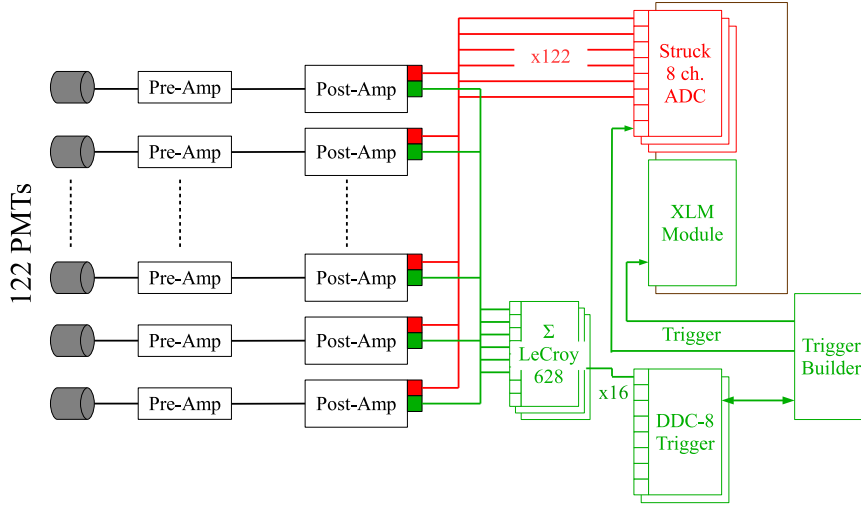 122 PMTs
Pre-Amp
Post-Amp
Pre-Amp
Post-Amp
Pre-Amp
Post-Amp
Pre-Amp
Post-Amp
Pre-Amp
Post-Amp
x122
Struck
8 ch.
ADC
XLM
Module
Trigger
Trigger
Builder
Σ
LeCroy
628
x16
DDC-8
Trigger